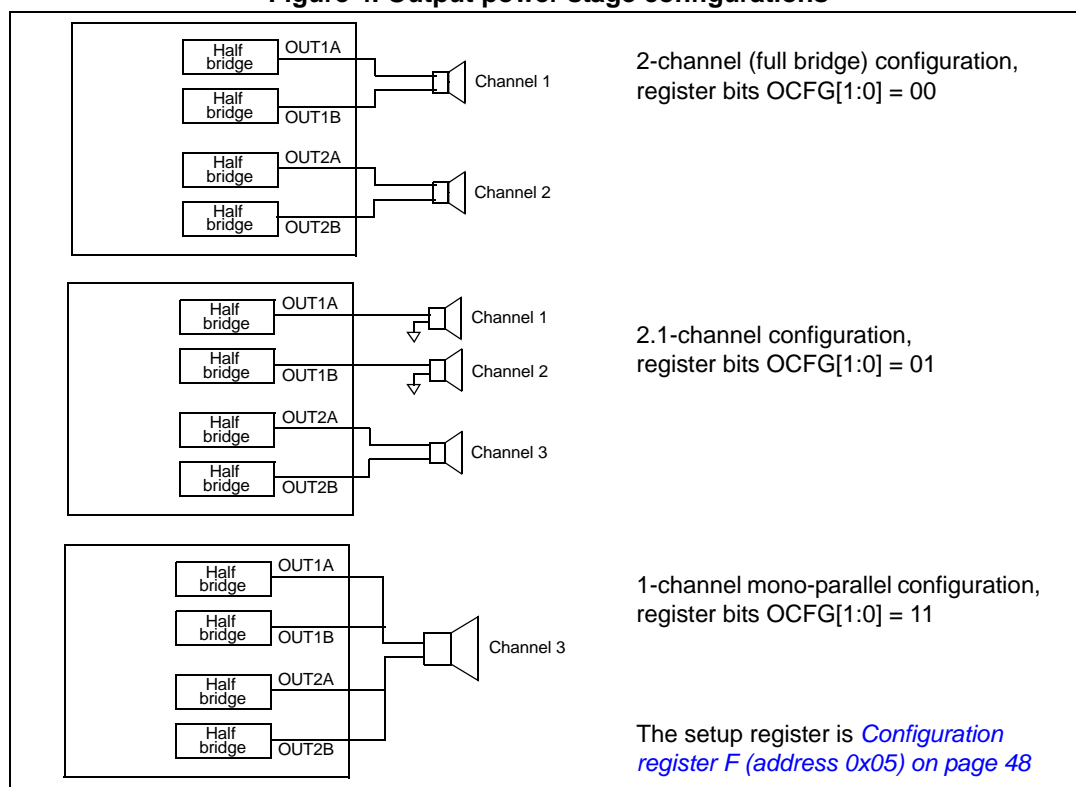 Figure 4. Output power stage configurations
Half
bridge
OUT1A
Half
bridge
OUT1B
Channel 1
Half
bridge
OUT2A
Half
bridge
OUT2B
Channel 2
2-channel (full bridge) configuration,
register bits OCFG[1:0] = 00
Half
bridge
OUT1A
Channel 1
Half
bridge
OUT1B
Channel 2
Half
bridge
OUT2A
Half
bridge
OUT2B
Channel 3
2.1-channel configuration,
register bits OCFG[1:0] = 01
Half
bridge
OUT1A
Half
bridge
OUT1B
Half
bridge
OUT2A
Half
bridge
OUT2B
Channel 3
1-channel mono-parallel configuration,
register bits OCFG[1:0] = 11
The setup register is Configuration
register F (address 0x05) on page 48